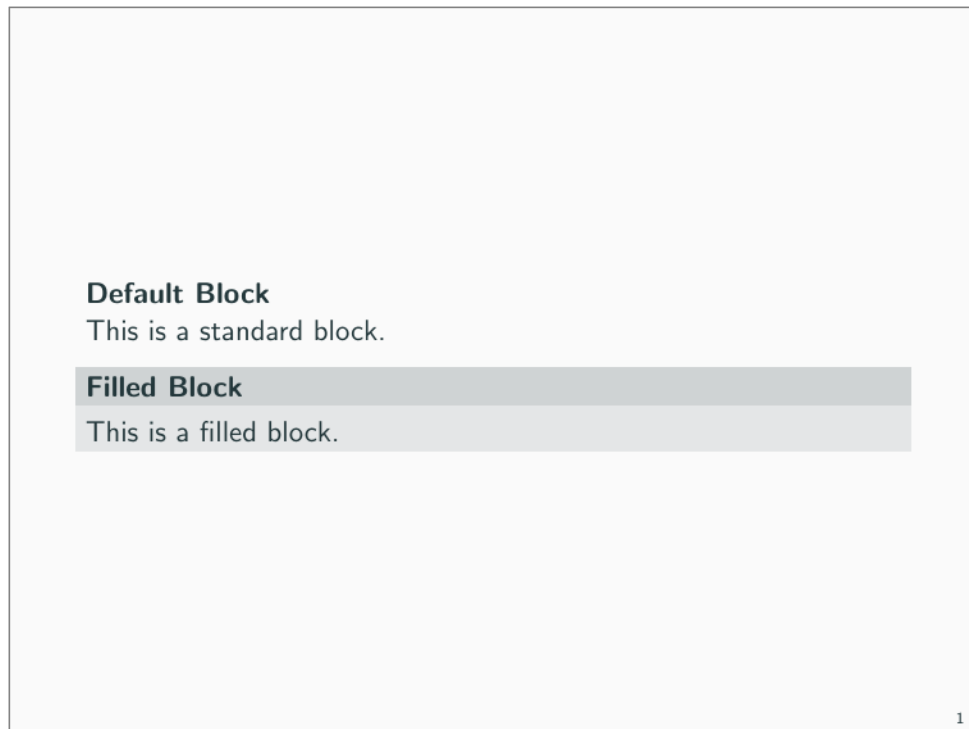 Default Block
This is a standard block.
Filled Block
This is a filled block.
1